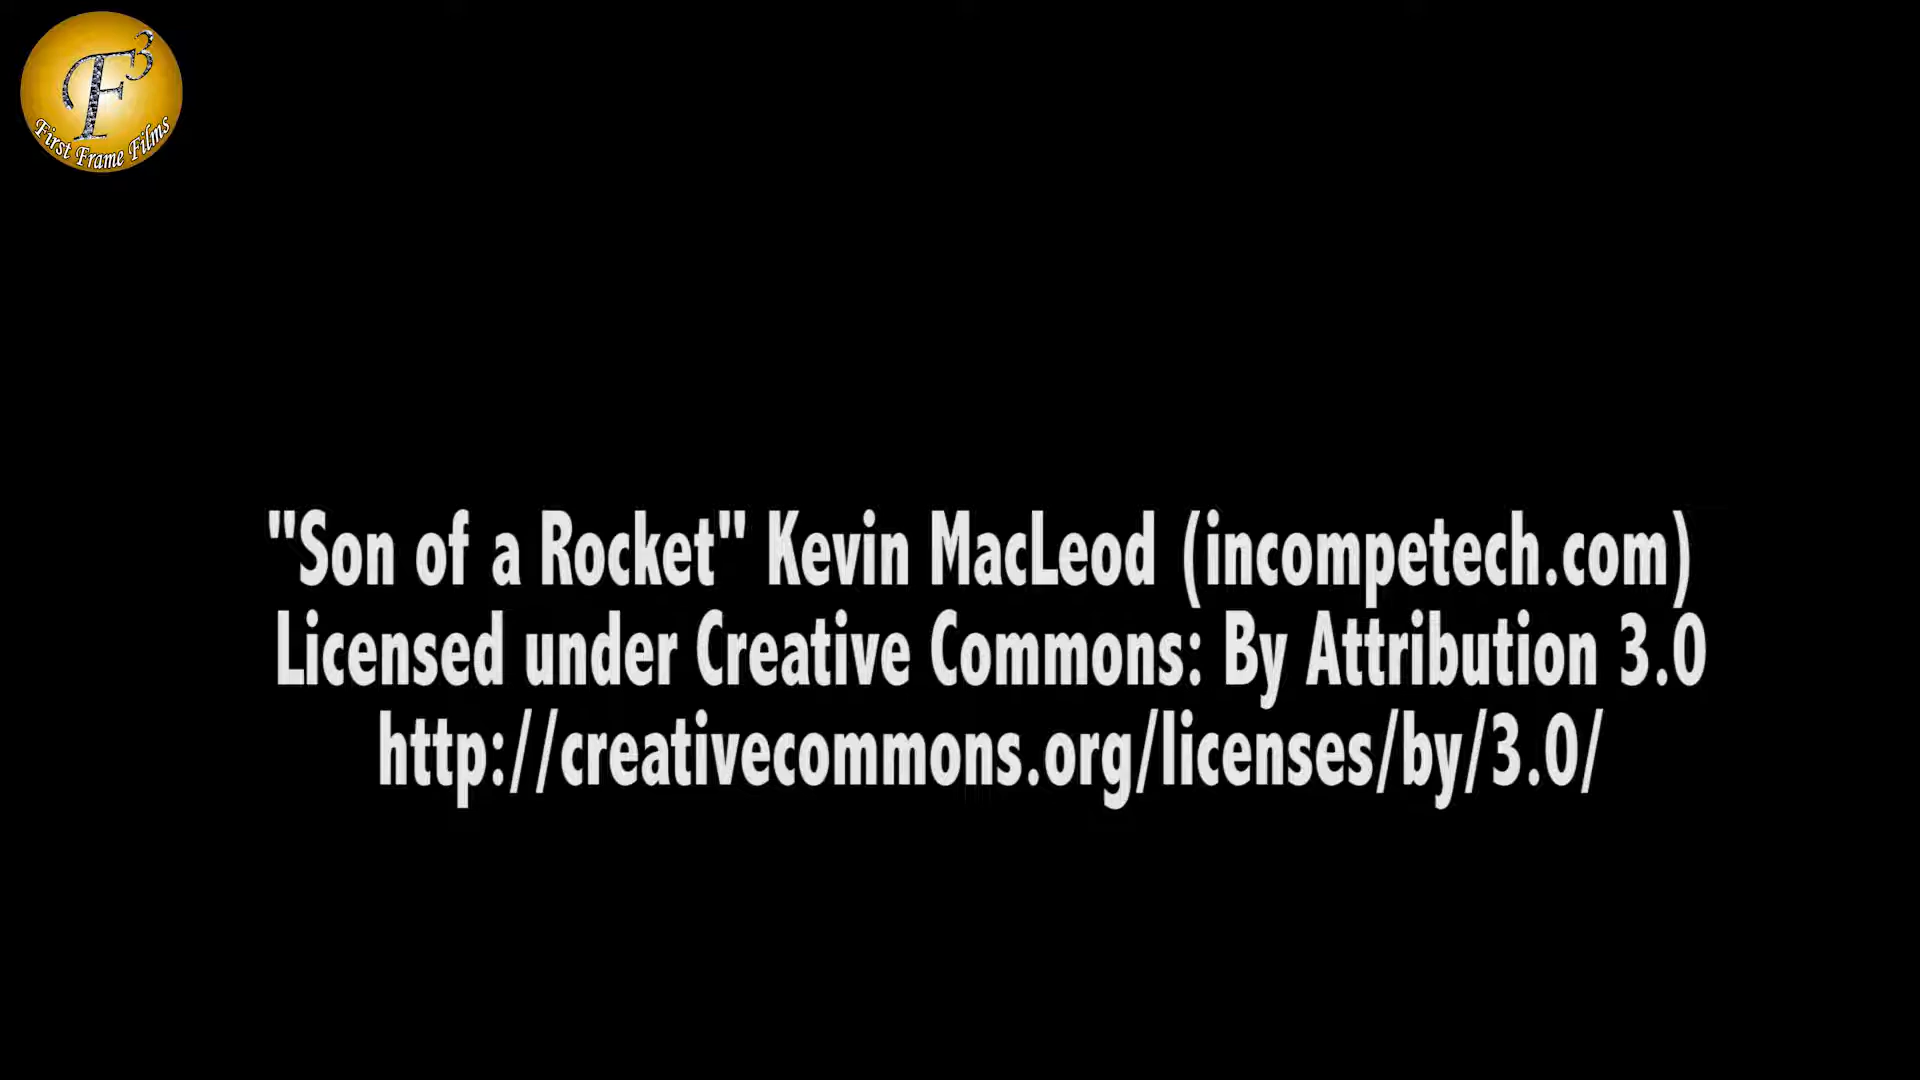 F3
First Frame Films
"Son of a Rocket" Kevin MacLeod (incompetech.com)
Licensed under Creative Commons: By Attribution 3.0
http://creativecommons.org/licenses/by/3.0/